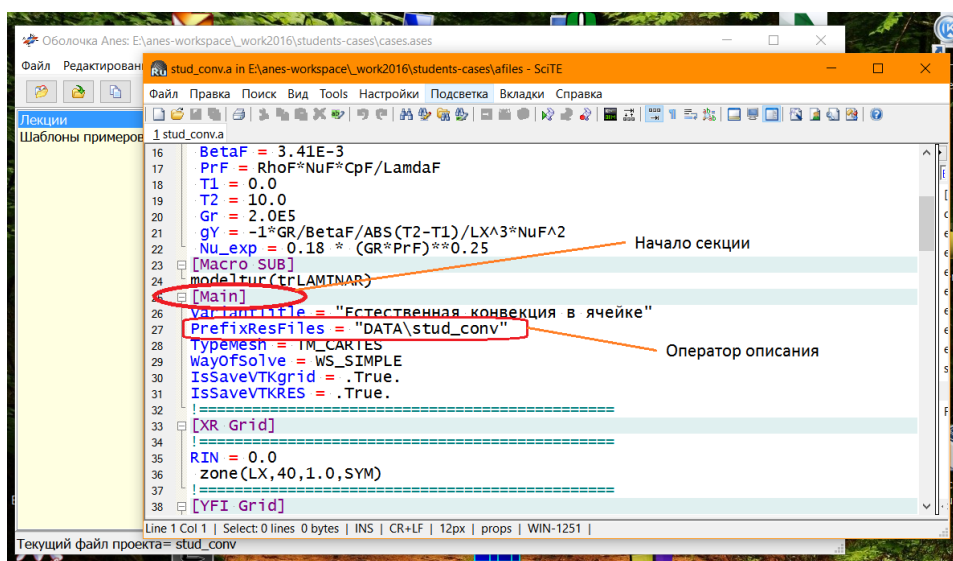 Оболочка Anes: E:\anes-workspace\_work2016\students-cases\cases.ases
Файл Редактировани
Лекции
Шаблоны примеров
stud_conv.a in E:\anes-workspace\_work2016\students-cases\afiles - SciTE
Файл Правка Поиск Вид Tools Настройки Подсветка Вкладки Справка
1 stud_conv.a
16 BetaF = 3.41E-3
17 PrF = RhoF*NuF*CpF/LamdaF
18 T1 = 0.0
19 T2 = 10.0
20 Gr = 2.0E5
21 gY = -1*GR/BetaF/ABS(T2-T1)/LX^3*NuF^2
22 Nu_exp = 0.18 * (GR*PrF)**0.25
23 [Macro SUB]
24 modeltur(trLAMINAR)
25 [Main]
26 VariantTitle = "Естественная конвекция в ячейке"
27 PrefixResFiles = "DATA\stud_conv"
28 TypeMesh = TM_CARTES
29 WayOfSolve = WS_SIMPLE
30 IsSaveVTKgrid = .True.
31 IsSaveVTKRES = .True.
32 !===============================================
33 [XR Grid]
34 !===============================================
35 RIN = 0.0
36 zone(LX,40,1.0,SYM)
37 !===============================================
38 [YFI Grid]
Начало секции
Оператор описания
Line 1 Col 1 | Select: 0 lines 0 bytes | INS | CR+LF | 12px | props | WIN-1251 |
Текущий файл проекта= stud_conv